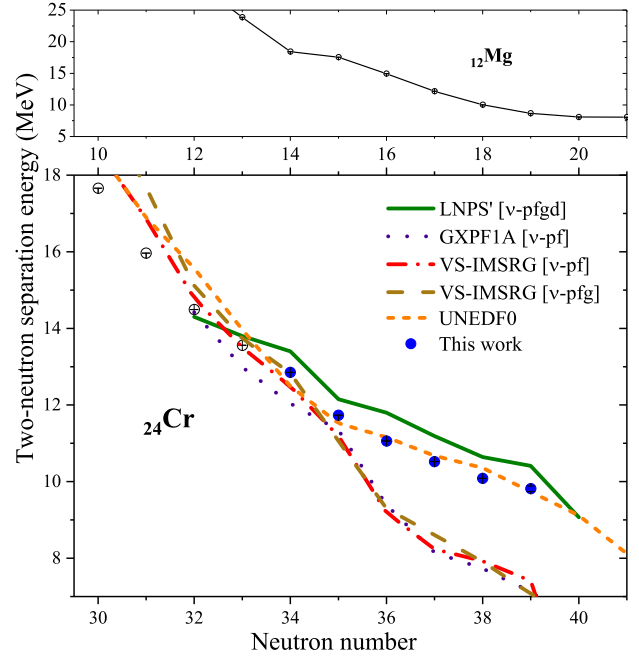 25
20
15
10
5
₁₂Mg
10 12 14 16 18 20
Two-neutron separation energy (MeV)
18
16
14
12
10
8
LNPS' [ν-pfgd]
GXPF1A [ν-pf]
VS-IMSRG [ν-pf]
VS-IMSRG [ν-pfg]
UNEDF0
This work
₂₄Cr
30 32 34 36 38 40
Neutron number